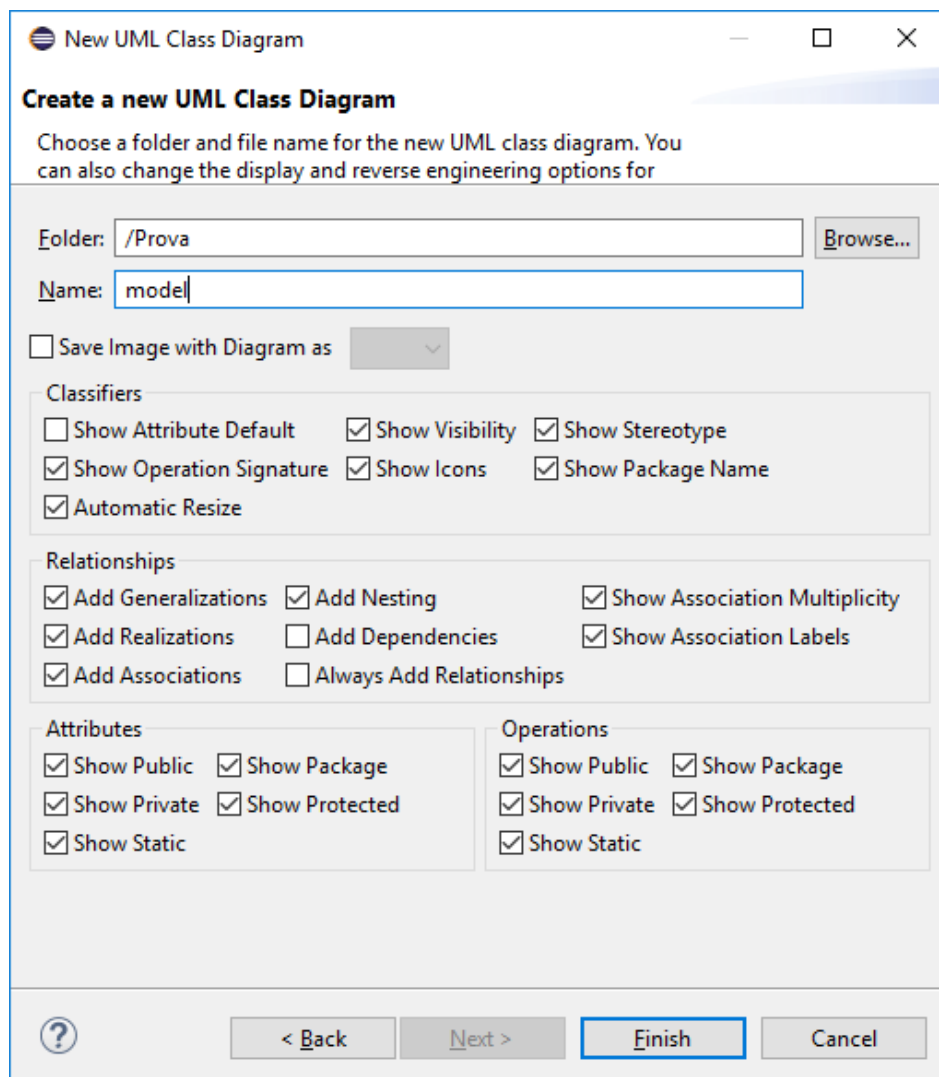 New UML Class Diagram
Create a new UML Class Diagram
Choose a folder and file name for the new UML class diagram. You
can also change the display and reverse engineering options for
Folder: /Prova Browse...
Name: model
Save Image with Diagram as
Classifiers
Show Attribute Default Show Visibility Show Stereotype
Show Operation Signature Show Icons Show Package Name
Automatic Resize
Relationships
Add Generalizations Add Nesting Show Association Multiplicity
Add Realizations Add Dependencies Show Association Labels
Add Associations Always Add Relationships
Attributes
Show Public Show Package
Show Private Show Protected
Show Static
Operations
Show Public Show Package
Show Private Show Protected
Show Static
? < Back Next > Finish Cancel